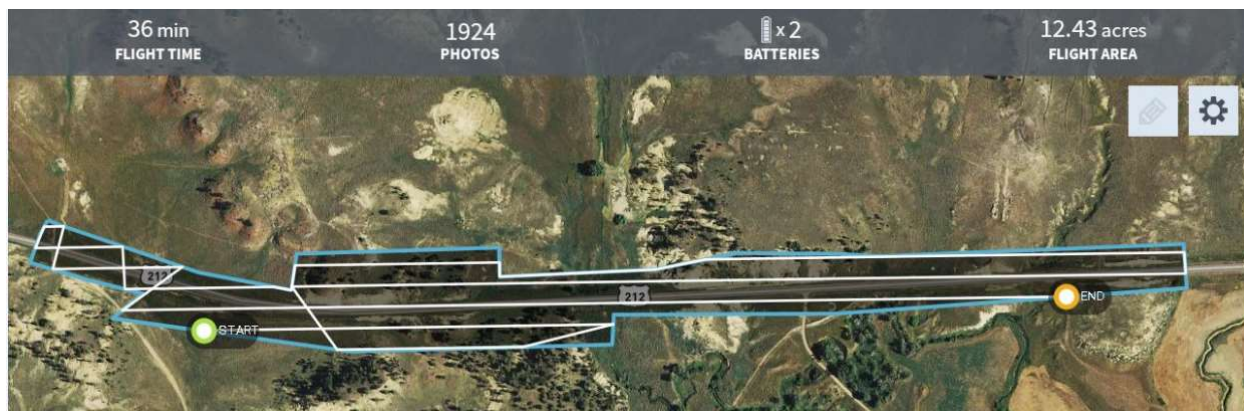 36 min
FLIGHT TIME
1924
PHOTOS
x 2
BATTERIES
12.43 acres
FLIGHT AREA
212
212
START
END